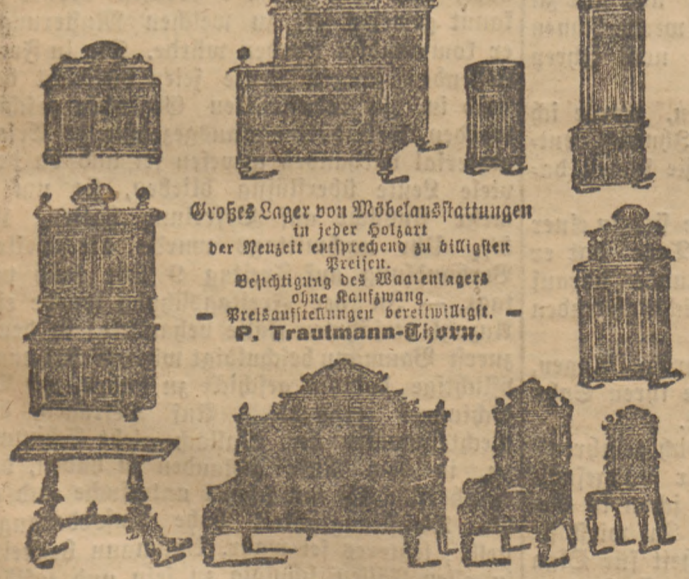 Großes Lager von Möbelausstattungen
in jeder Holzart
der Neuzeit entsprechend zu billigsten
Preisen.
Besichtigung des Waarenlagers
ohne Kaufzwang.
Preisaufstellungen bereitwilligst.
P. Trautmann-Thorn.